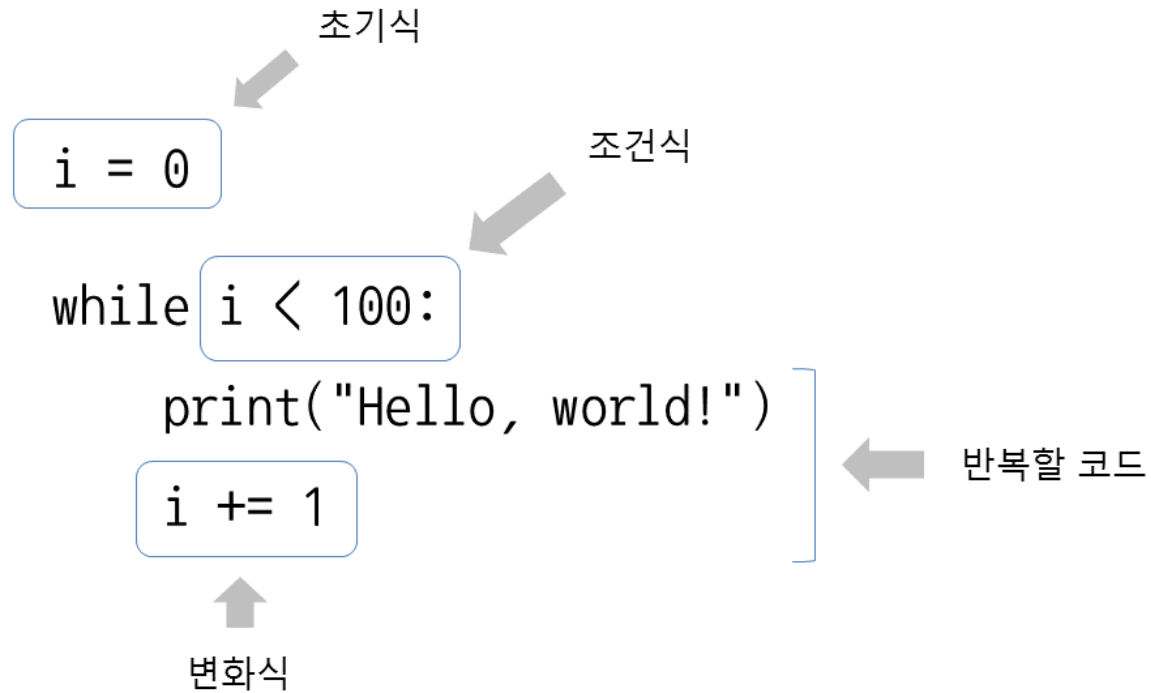 초기식
i = 0
조건식
while i < 100:
print("Hello, world!")
반복할 코드
i += 1
변화식